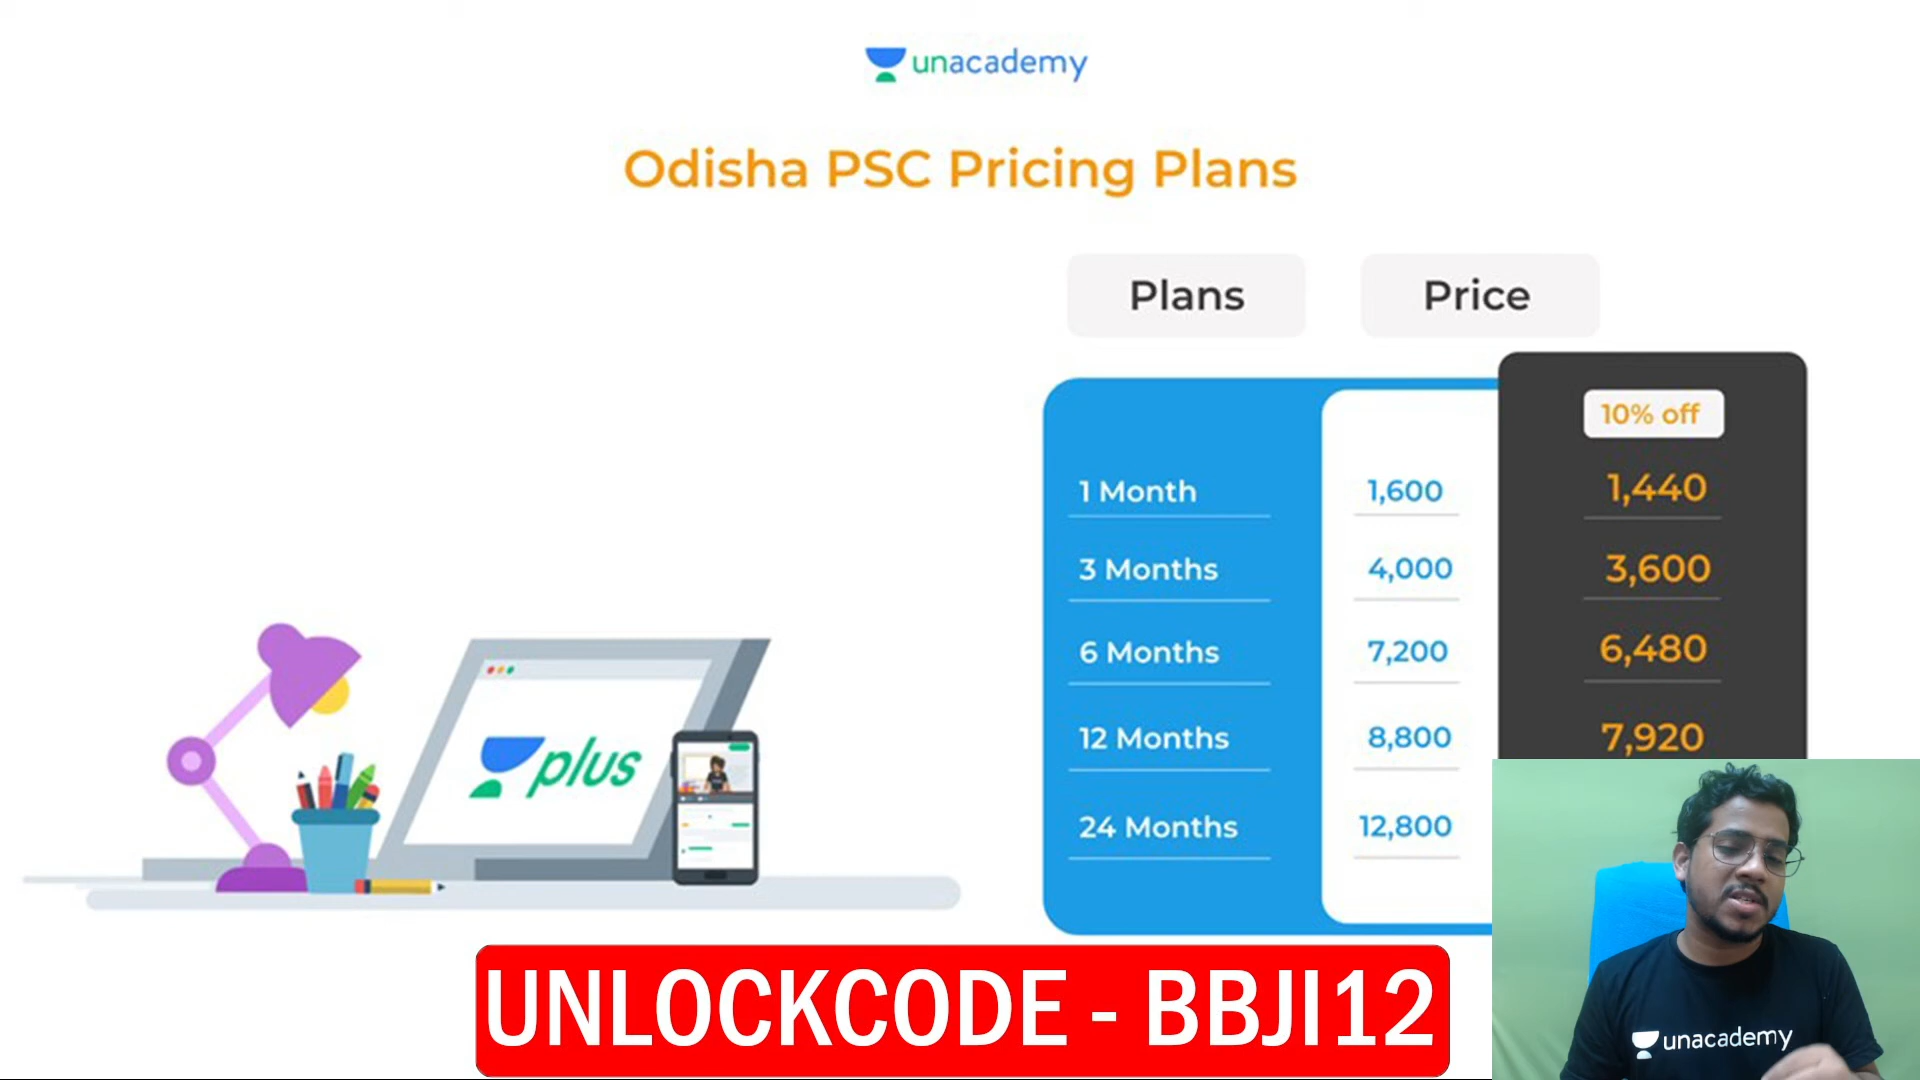 unacademy
Odisha PSC Pricing Plans
Plans Price
10% off
1 Month 1,600 1,440
3 Months 4,000 3,600
6 Months 7,200 6,480
12 Months 8,800 7,920
24 Months 12,800
plus
UNLOCKCODE - BBJI12
unacademy